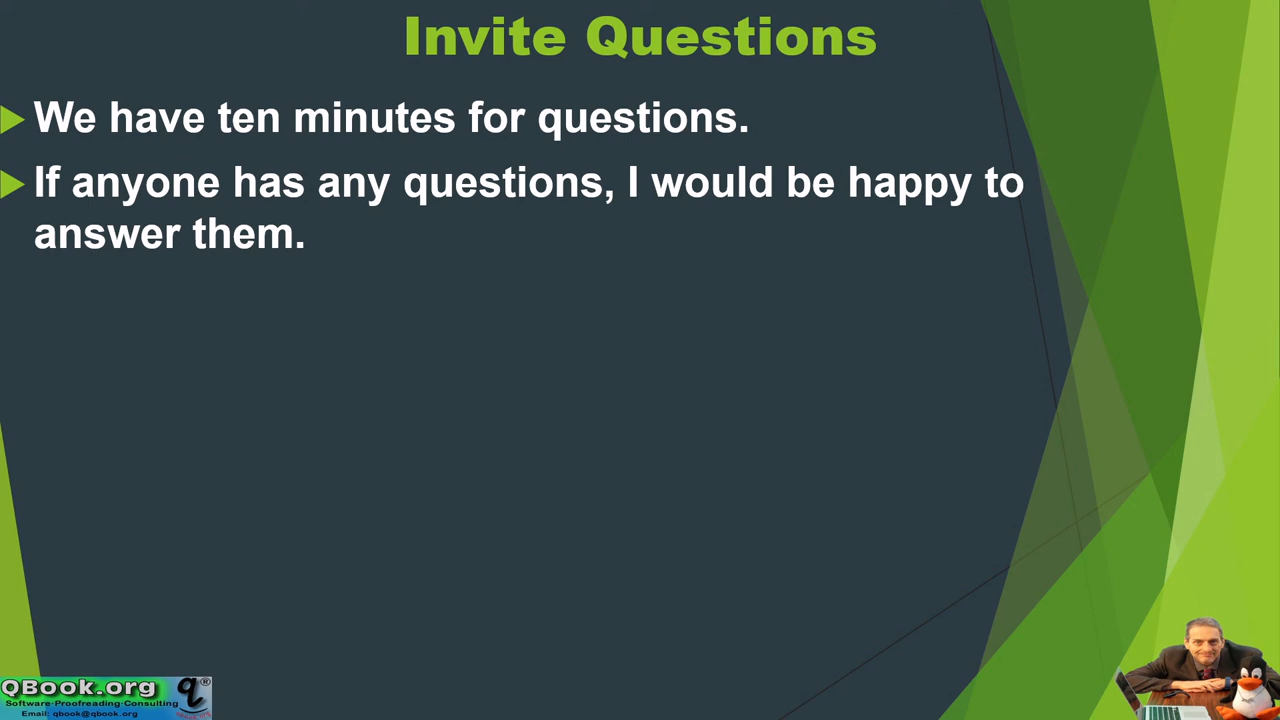 Invite Questions
We have ten minutes for questions.
If anyone has any questions, I would be happy to
answer them.
QBook.org
q®
Software·Proofreading·Consulting
Email: qbook@qbook.org